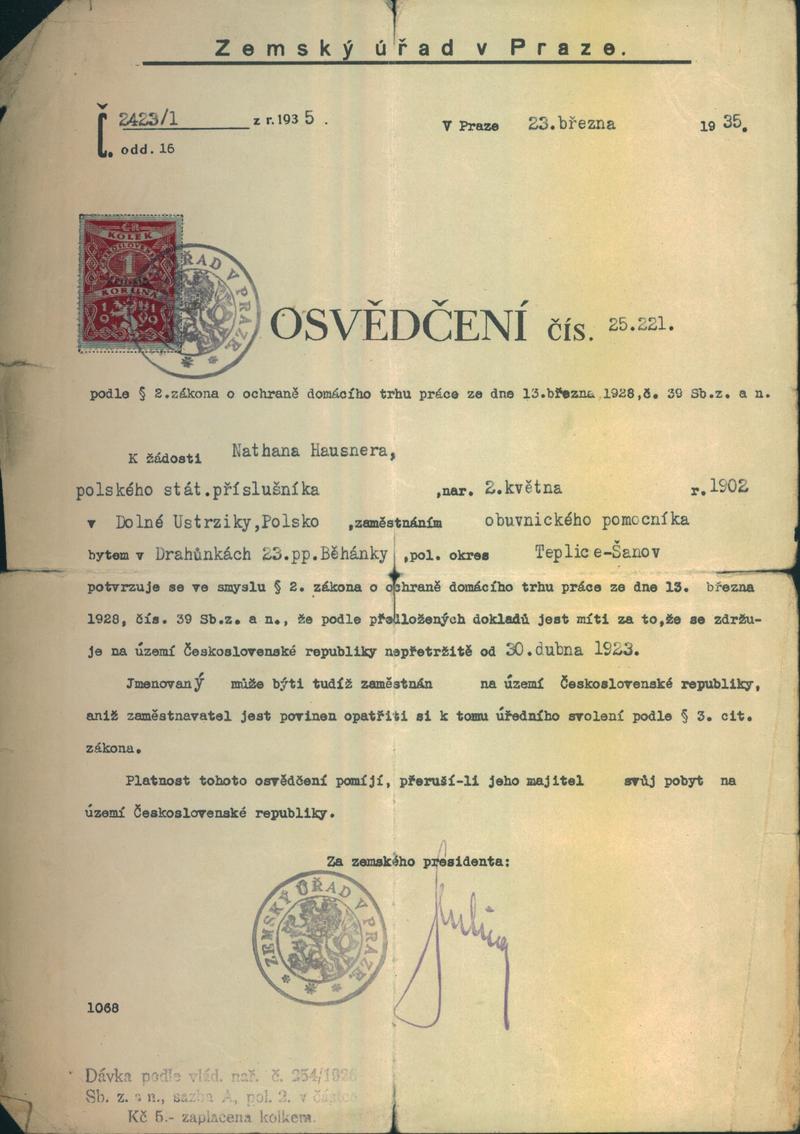 Zemský úřad v Praze.
Č. 2423/1 z r. 1935.
odd. 16
V Praze 23.března 1935.
ČR
KOLEK
1
KORUNA
ÚŘAD V PRAZE
OSVĚDČENÍ čís. 25.221.
podle § 2.zákona o ochraně domácího trhu práce ze dne 13.března 1928,č. 39 Sb.z. a n.
K žádosti Nathana Hausnera,
polského stát.příslušníka ,nar. 2.května r.1902
v Dolné Ustrziky,Polsko ,zaměstnáním obuvnického pomocníka
bytem v Drahůnkách 23.pp.Běhánky ,pol. okres Teplice-Šanov
potvrzuje se ve smyslu § 2. zákona o ochraně domácího trhu práce ze dne 13. března
1928, čís. 39 Sb.z. a n., že podle předložených dokladů jest míti za to,že se zdržu-
je na území Československé republiky nepřetržitě od 30.dubna 1923.
Jmenovaný může býti tudíž zaměstnán na území Československé republiky,
aniž zaměstnavatel jest povinen opatřiti si k tomu úředního svolení podle § 3. cit.
zákona.
Platnost tohoto osvědčení pomíjí, přeruší-li jeho majitel svůj pobyt na
území Československé republiky.
Za zemského presidenta:
ZEMSKÝ ÚŘAD V PRAZE
1068
Dávka podle vlád. nař. č. 254/1926
Sb. z. a n., sazba A, pol. 2. v částce
Kč 5.- zaplacena kolkem.